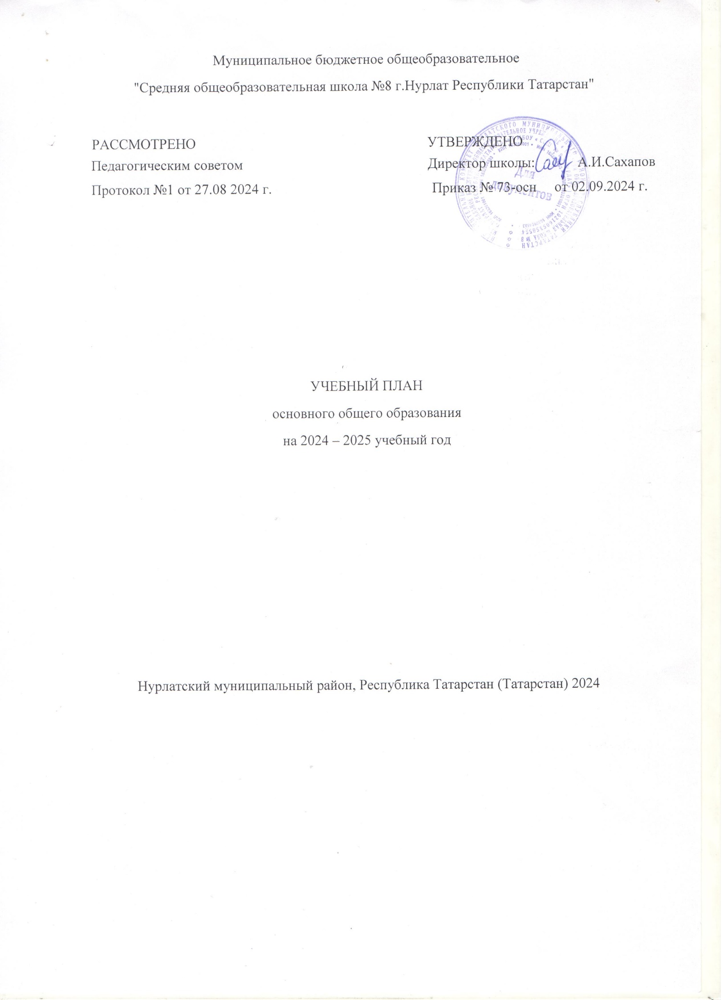 Муниципальное бюджетное общеобразовательное
"Средняя общеобразовательная школа №8 г.Нурлат Республики Татарстан"
РАССМОТРЕНО
Педагогическим советом
Протокол №1 от 27.08 2024 г.
УТВЕРЖДЕНО
Директор школы: А.И.Сахапов
Приказ № 73-осн от 02.09.2024 г.
Для
документов
УЧЕБНЫЙ ПЛАН
основного общего образования
на 2024 – 2025 учебный год
Нурлатский муниципальный район, Республика Татарстан (Татарстан) 2024